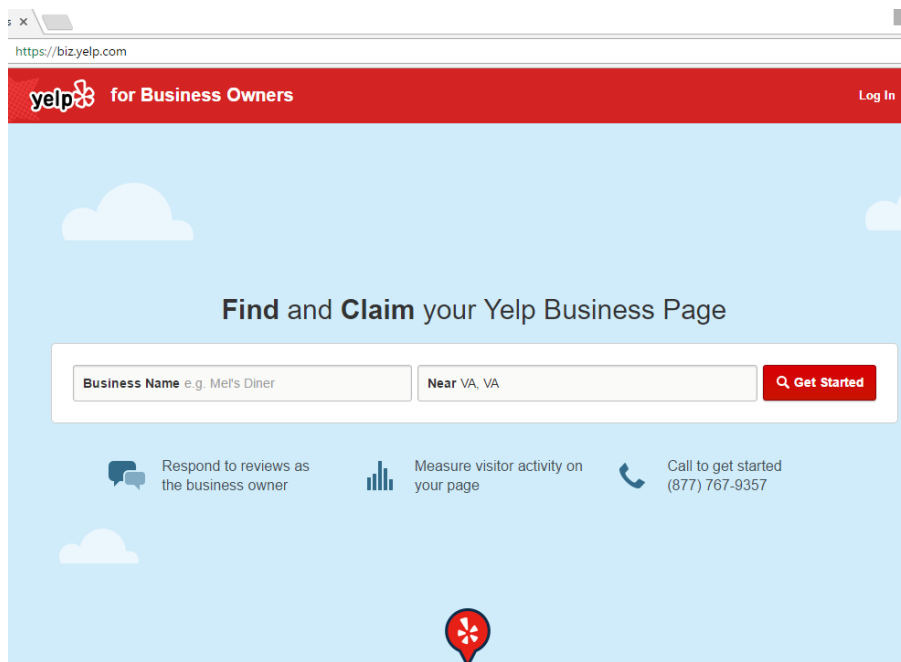 s ×
https://biz.yelp.com
yelp for Business Owners
Log In
Find and Claim your Yelp Business Page
Business Name e.g. Mel's Diner
Near VA, VA
Get Started
Respond to reviews as
the business owner
Measure visitor activity on
your page
Call to get started
(877) 767-9357